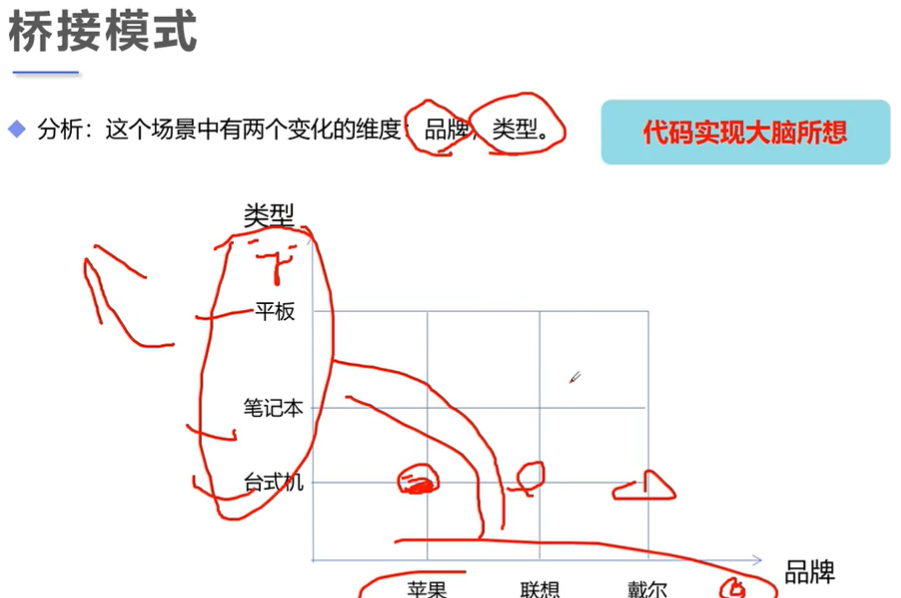 桥接模式
分析：这个场景中有两个变化的维度：品牌，类型。
代码实现大脑所想
类型
平板
笔记本
台式机
苹果
联想
戴尔
品牌